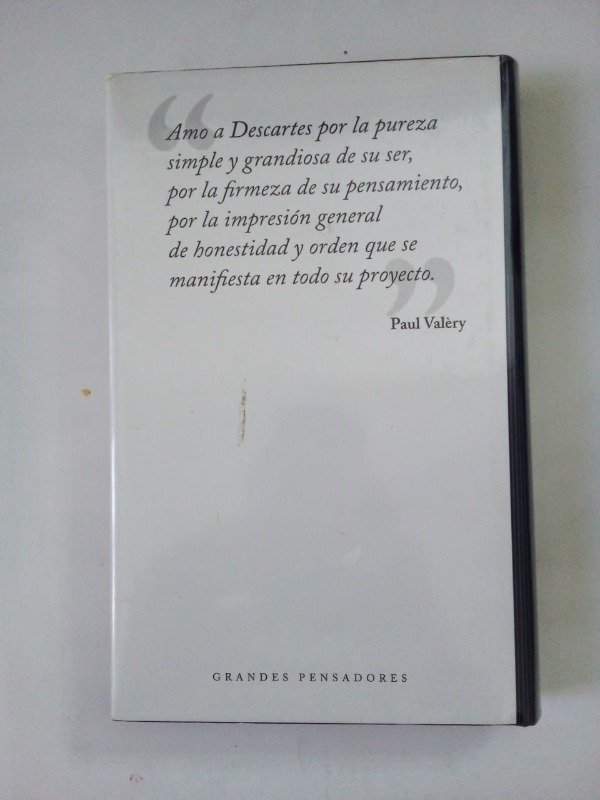 “Amo a Descartes por la pureza
simple y grandiosa de su ser,
por la firmeza de su pensamiento,
por la impresión general
de honestidad y orden que se
manifiesta en todo su proyecto.”
Paul Valèry
GRANDES PENSADORES